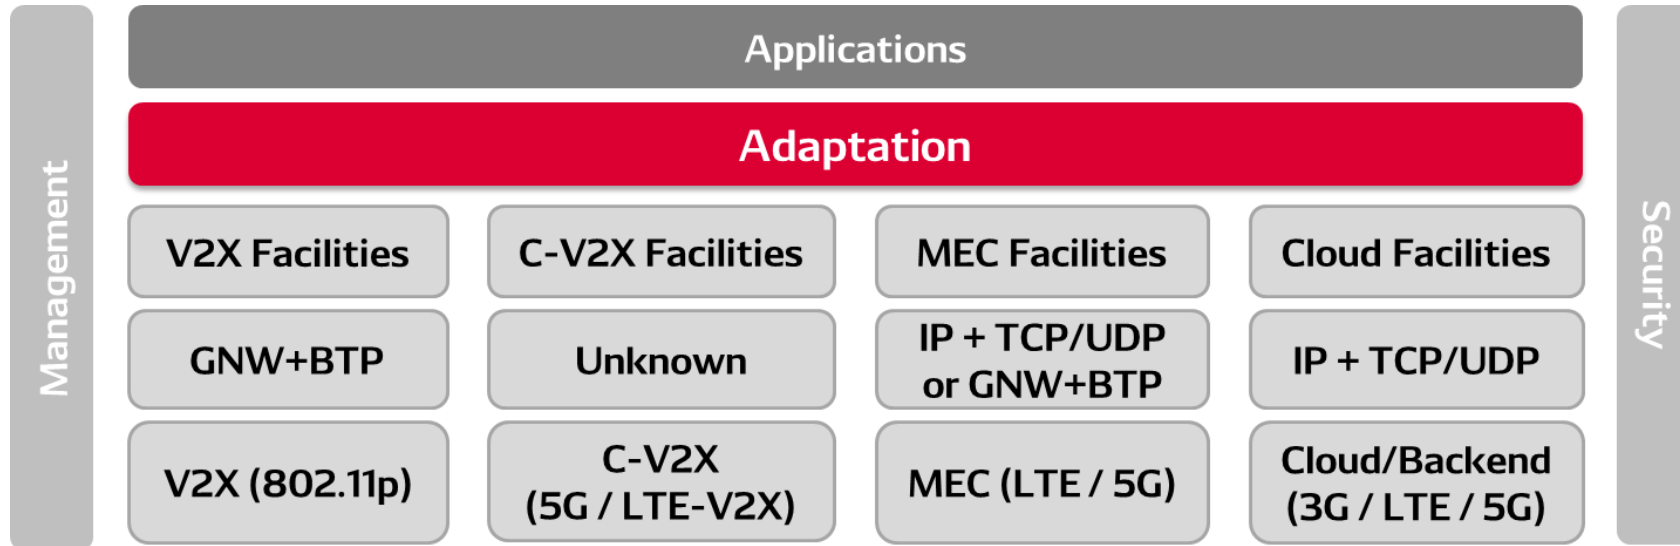 Applications
Adaptation
Management
V2X Facilities
C-V2X Facilities
MEC Facilities
Cloud Facilities
GNW+BTP
Unknown
IP + TCP/UDP
or GNW+BTP
IP + TCP/UDP
V2X (802.11p)
C-V2X
(5G / LTE-V2X)
MEC (LTE / 5G)
Cloud/Backend
(3G / LTE / 5G)
Security